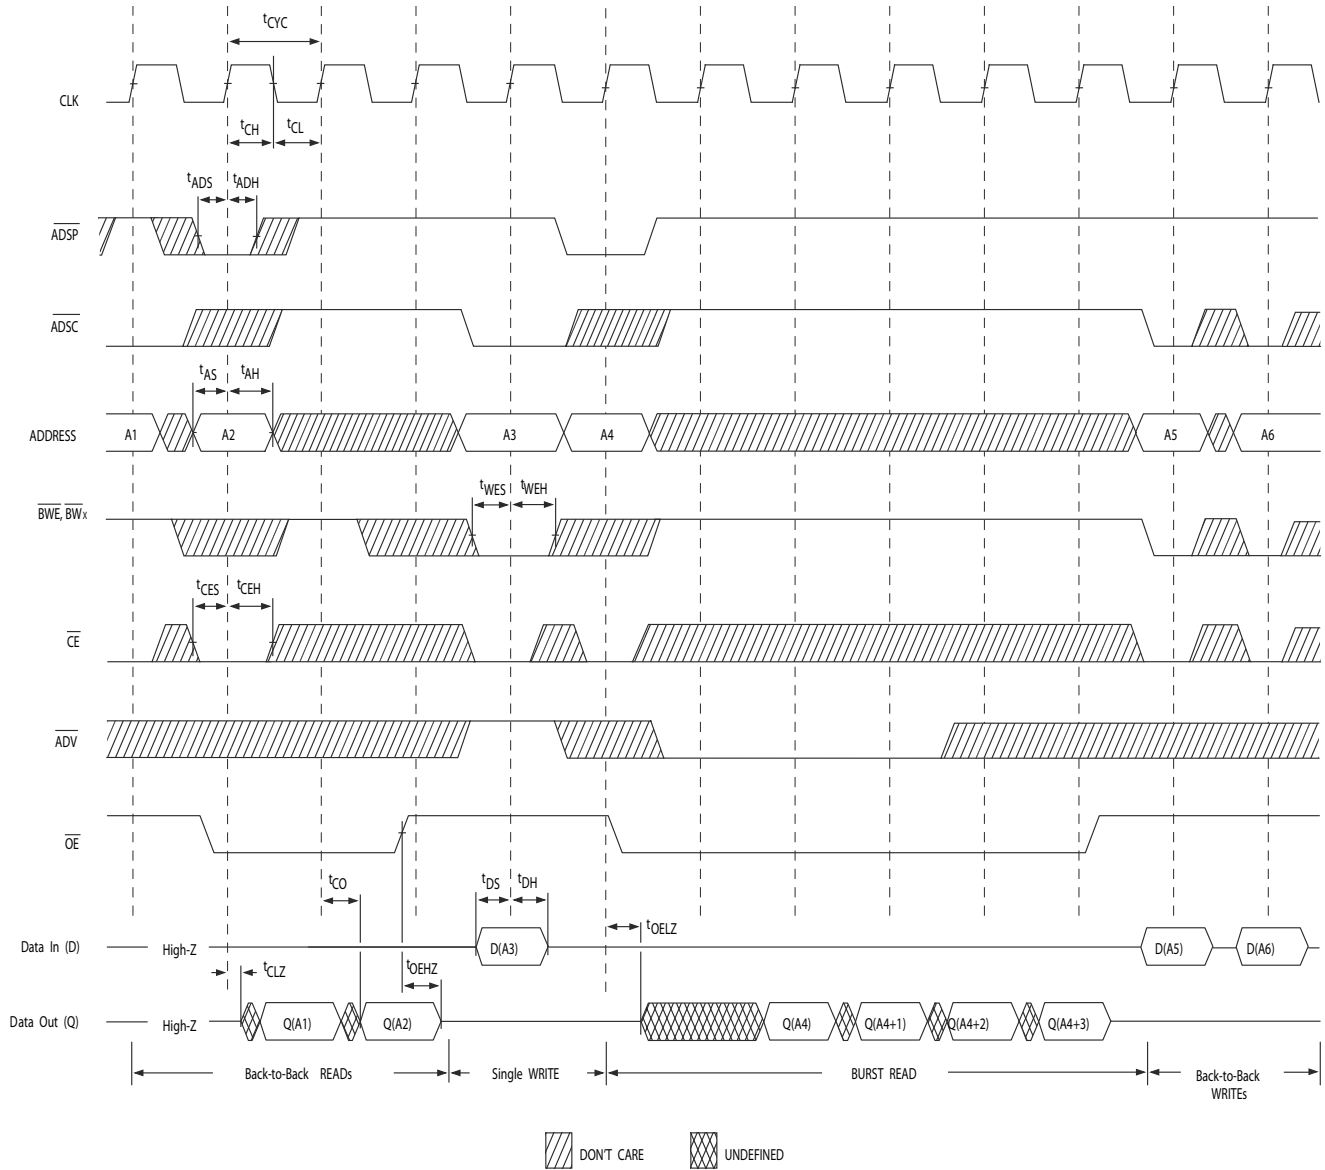 tCYC
CLK
tCH tCL
tADS tADH
ADSP
ADSC
tAS tAH
ADDRESS A1 A2 A3 A4 A5 A6
tWES tWEH
BWE, BWx
tCES tCEH
CE
ADV
OE
tCO tDS tDH
tOELZ
Data In (D) High-Z D(A3) D(A5) D(A6)
tCLZ tOEHZ
Data Out (Q) High-Z Q(A1) Q(A2) Q(A4) Q(A4+1) Q(A4+2) Q(A4+3)
Back-to-Back READs Single WRITE BURST READ Back-to-Back
WRITEs
DON'T CARE UNDEFINED